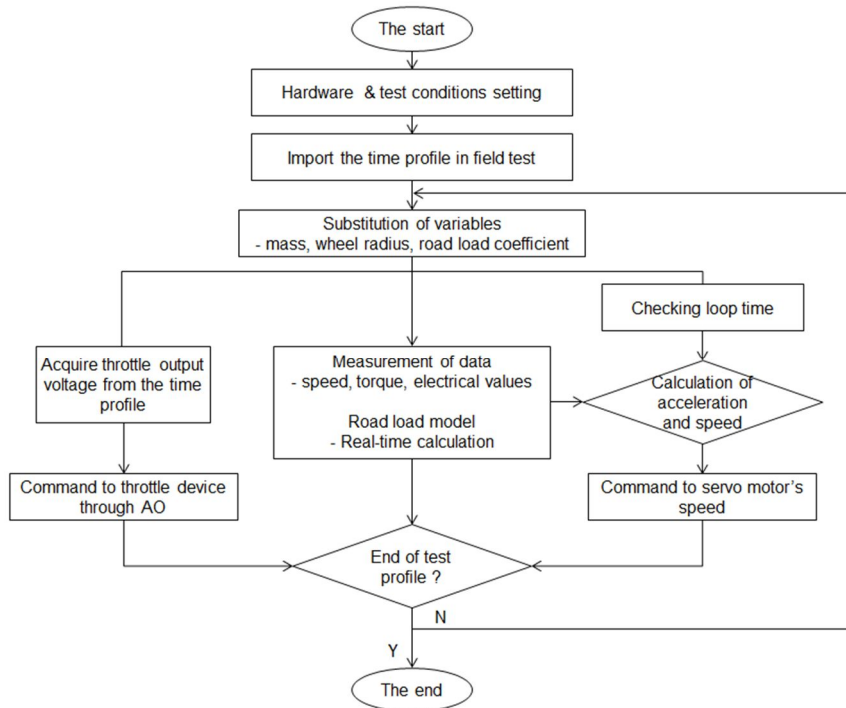 The start
Hardware & test conditions setting
Import the time profile in field test
Substitution of variables
- mass, wheel radius, road load coefficient
Checking loop time
Acquire throttle output
voltage from the time
profile
Measurement of data
- speed, torque, electrical values
Road load model
- Real-time calculation
Calculation of
acceleration
and speed
Command to throttle device
through AO
Command to servo motor's
speed
End of test
profile ?
N
Y
The end